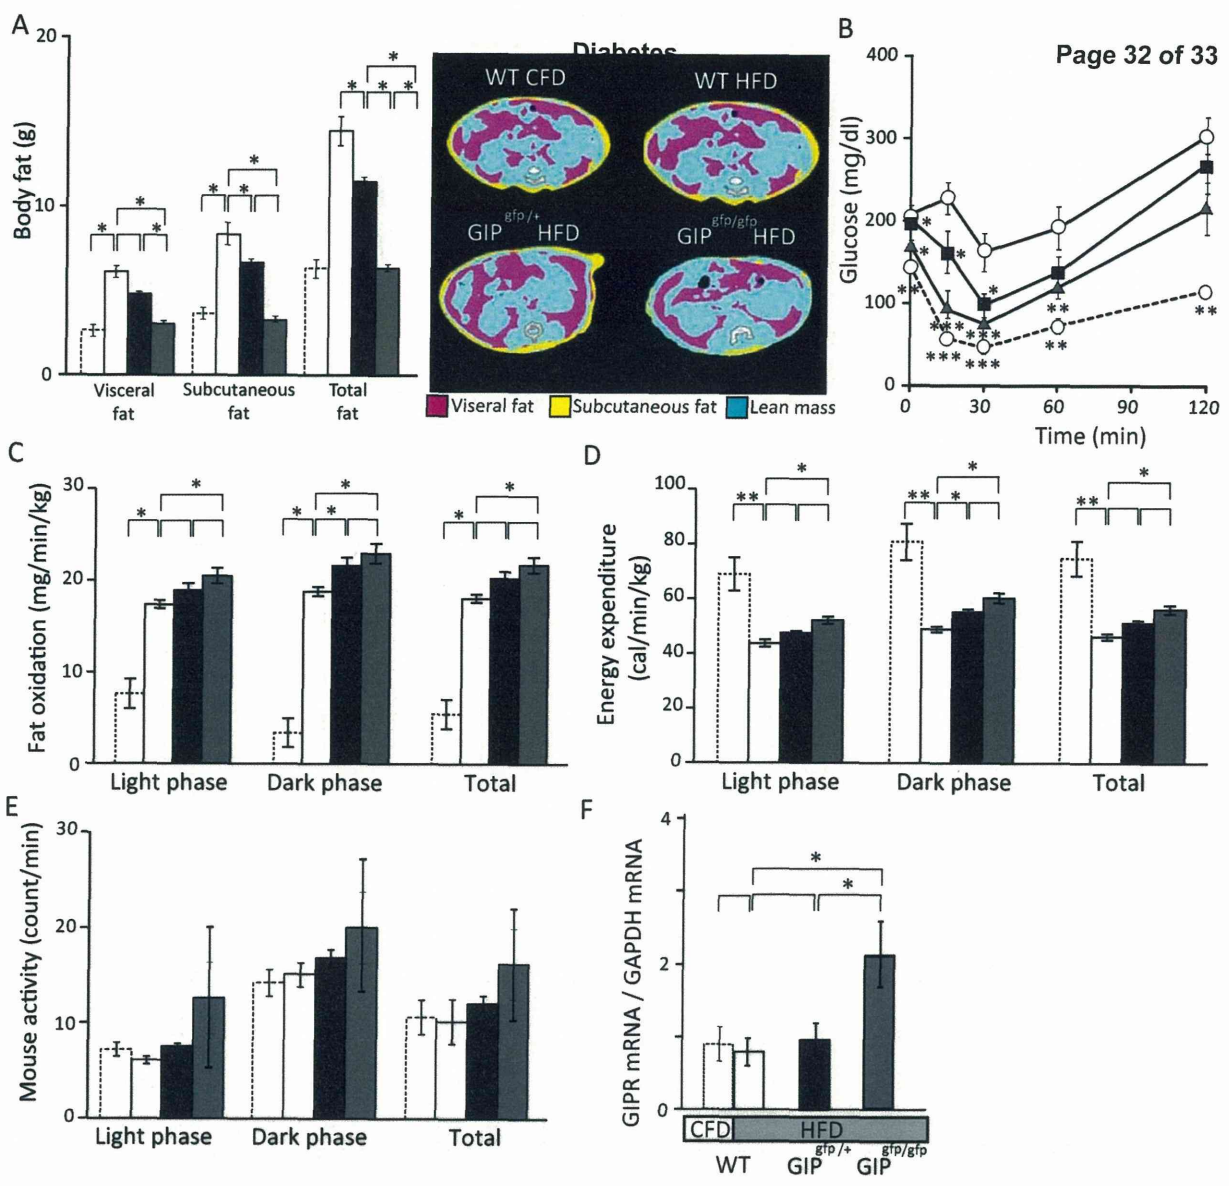 A
Diabetes
B
Page 32 of 33
Body fat (g)
20
10
0
*
*
*
*
*
*
*
*
*
*
*
Visceral fat
Subcutaneous fat
Total fat
WT CFD
WT HFD
GIP gfp/+ HFD
GIP gfp/gfp HFD
Viseral fat
Subcutaneous fat
Lean mass
Glucose (mg/dl)
400
300
200
100
0
*
*
*
*
**
***
***
***
***
**
**
**
0
30
60
90
120
Time (min)
C
Fat oxidation (mg/min/kg)
30
20
10
0
*
*
*
*
*
*
*
Light phase
Dark phase
Total
D
Energy expenditure
(cal/min/kg)
100
80
60
40
20
0
**
*
**
*
*
**
*
Light phase
Dark phase
Total
E
Mouse activity (count/min)
30
20
10
0
Light phase
Dark phase
Total
F
GIPR mRNA / GAPDH mRNA
4
2
0
*
*
CFD
HFD
WT
GIP gfp/+
GIP gfp/gfp